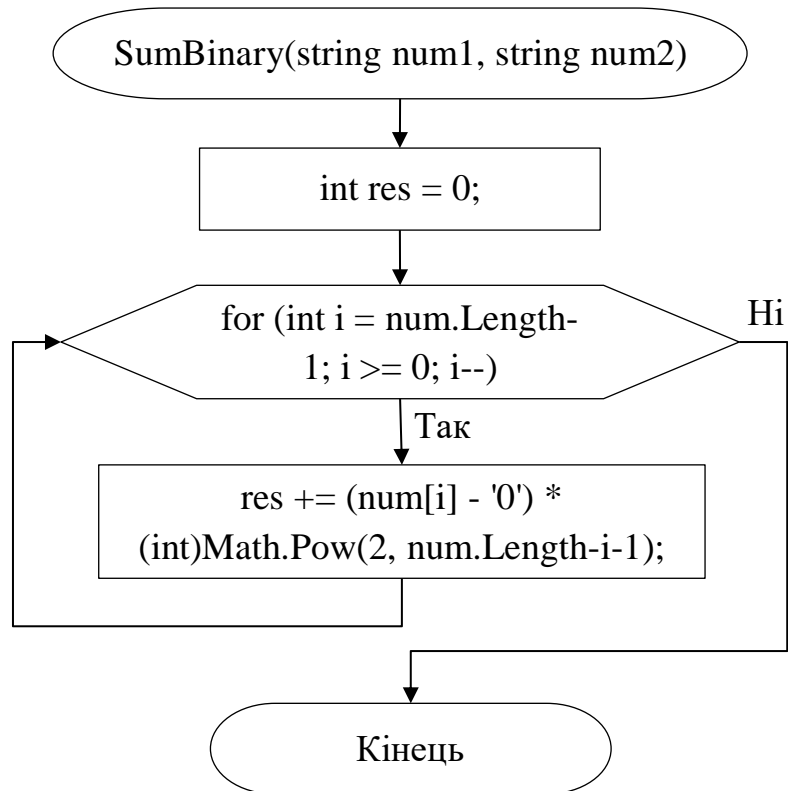 SumBinary(string num1, string num2)
int res = 0;
for (int i = num.Length-
1; i >= 0; i--)
Ні
Так
res += (num[i] - '0') *
(int)Math.Pow(2, num.Length-i-1);
Кінець